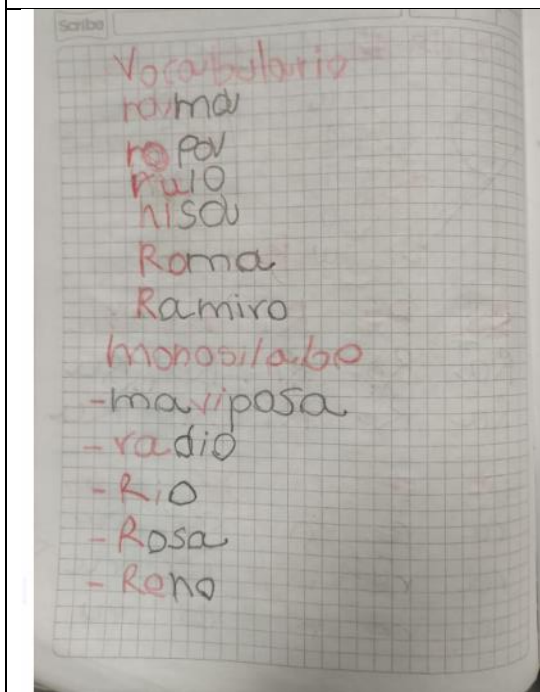 Scribe
Vocabulario
rama
ropa
rulo
risa
Roma
Ramiro
monosilabo
-mariposa
-radio
-Rio
-Rosa
-Reno